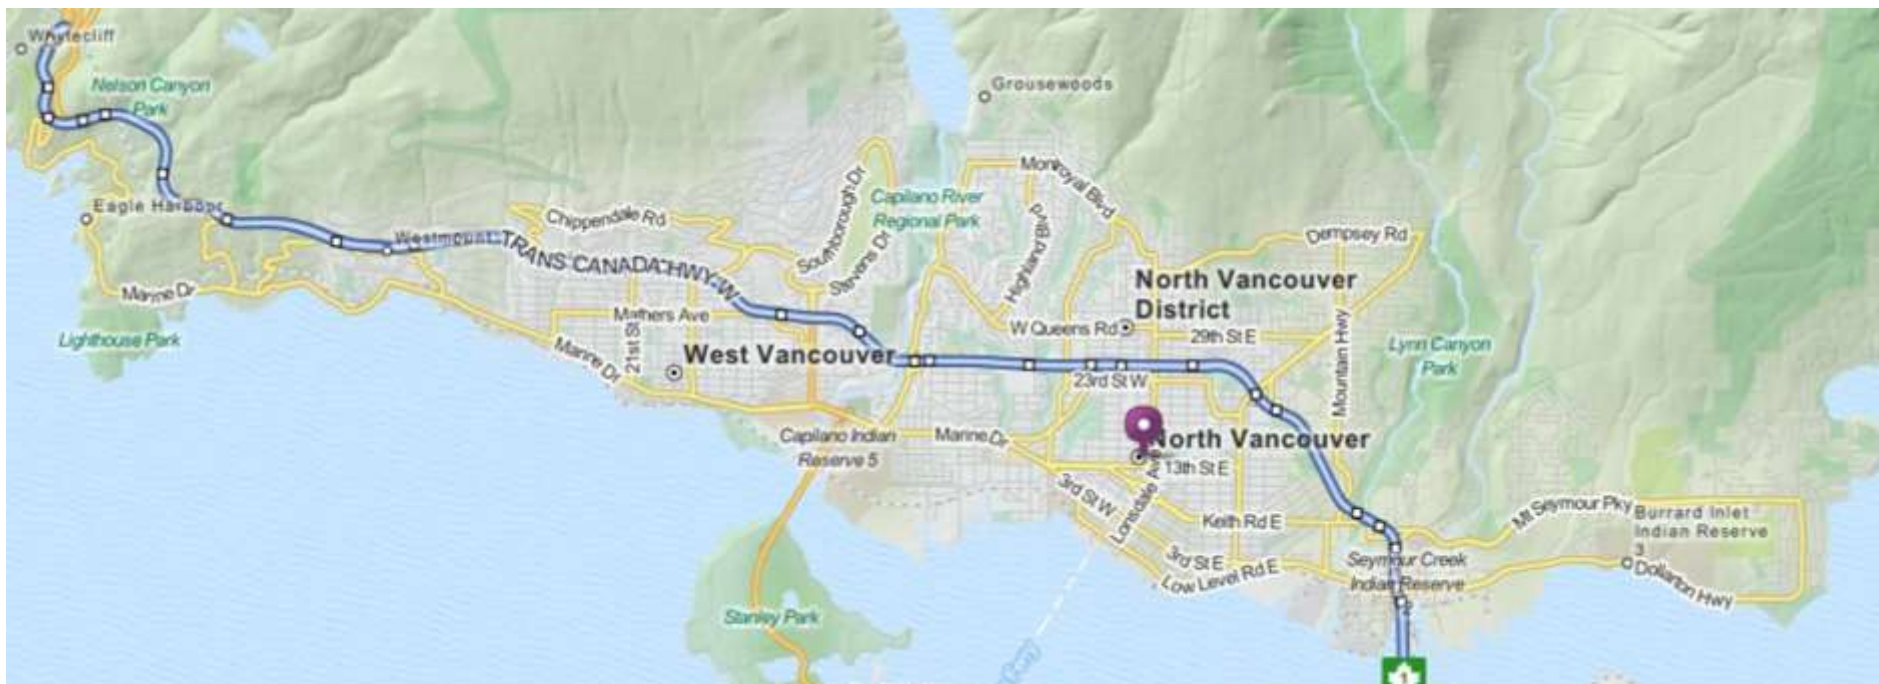 Whytecliff
Nelson Canyon
Park
Grousewoods
Eagle Harbour
Chippendale Rd
Southborough Dr
Stevens Dr
Capilano River
Regional Park
Montroyal Blvd
Highland Blvd
Dempsey Rd
Westmount
TRANS CANADA HWY W
Marine Dr
Lighthouse Park
Mathers Ave
21st St
Marine Dr
West Vancouver
North Vancouver
District
W Queens Rd
29th St E
Mountain Hwy
Lynn Canyon
Park
23rd St W
Capilano Indian
Reserve 5
Marine Dr
North Vancouver
13th St E
3rd St W
Lonsdale Ave
Keith Rd E
3rd St E
Low Level Rd E
Mt Seymour Pky
Burrard Inlet
Indian Reserve
3
Dollarton Hwy
Seymour Creek
Indian Reserve
Stanley Park
1